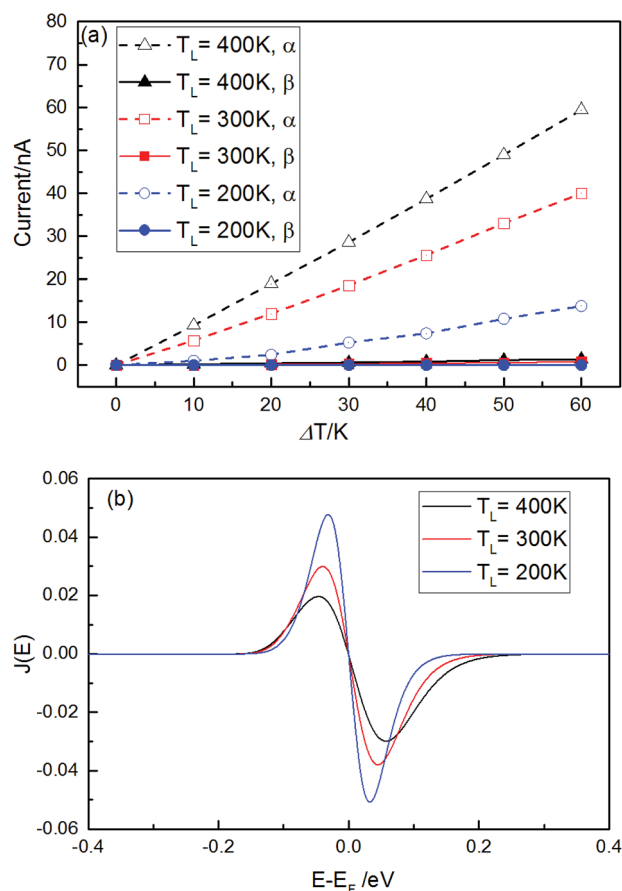 (a)
80
70
60
50
40
30
20
10
0
Current/nA
T_L= 400K, α
T_L= 400K, β
T_L= 300K, α
T_L= 300K, β
T_L= 200K, α
T_L= 200K, β
0 10 20 30 40 50 60
ΔT/K
(b)
0.06
0.04
0.02
0.00
-0.02
-0.04
-0.06
J(E)
T_L= 400K
T_L= 300K
T_L= 200K
-0.4 -0.2 0.0 0.2 0.4
E-E_F /eV